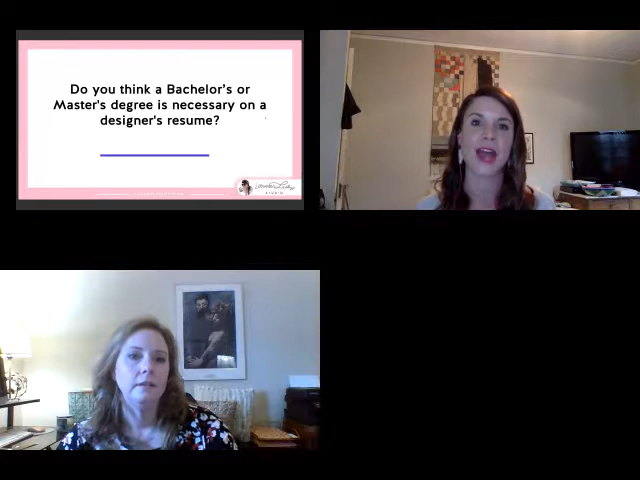 Do you think a Bachelor's or
Master's degree is necessary on a
designer's resume?